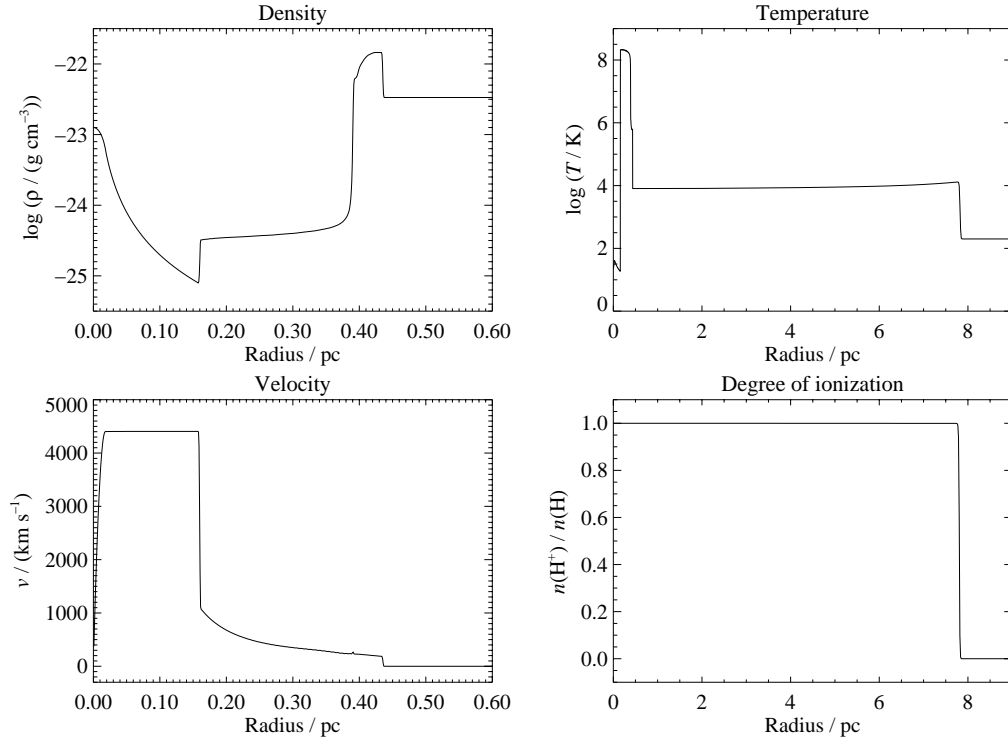 Density
log (ρ / (g cm⁻³))
−22
−23
−24
−25
0.00 0.10 0.20 0.30 0.40 0.50 0.60
Radius / pc
Temperature
log (T / K)
8
6
4
2
0
0 2 4 6 8
Radius / pc
Velocity
v / (km s⁻¹)
5000
4000
3000
2000
1000
0
0.00 0.10 0.20 0.30 0.40 0.50 0.60
Radius / pc
Degree of ionization
n(H⁺) / n(H)
1.0
0.8
0.6
0.4
0.2
0.0
0 2 4 6 8
Radius / pc